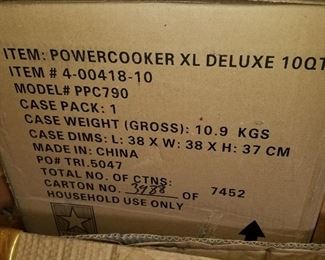 ITEM: POWERCOOKER XL DELUXE 10QT
ITEM # 4-00418-10
MODEL# PPC790
CASE PACK: 1
CASE WEIGHT (GROSS): 10.9 KGS
CASE DIMS: L: 38 X W: 38 X H: 37 CM
MADE IN: CHINA
PO# TRI.5047
TOTAL NO. OF CTNS:
CARTON NO. 3988 OF 7452
HOUSEHOLD USE ONLY